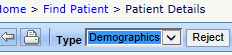 Home > Find Patient > Patient Details
Type Demographics Reject